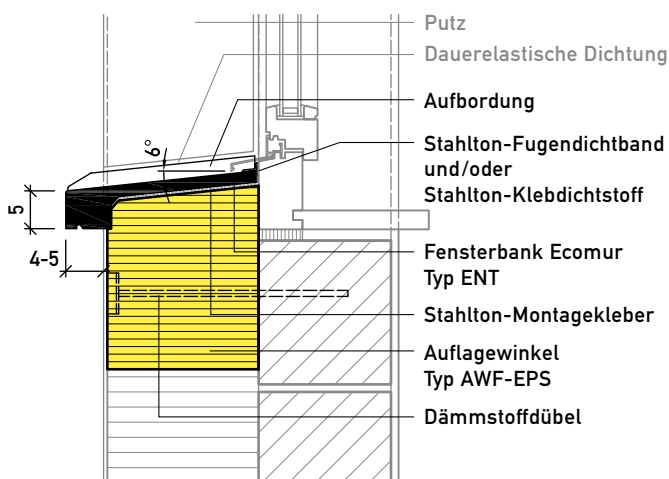 Putz
Dauerelastische Dichtung
Aufbordung
6°
Stahlton-Fugendichtband
und/oder
Stahlton-Klebdichtstoff
5
4-5
Fensterbank Ecomur
Typ ENT
Stahlton-Montagekleber
Auflagewinkel
Typ AWF-EPS
Dämmstoffdübel